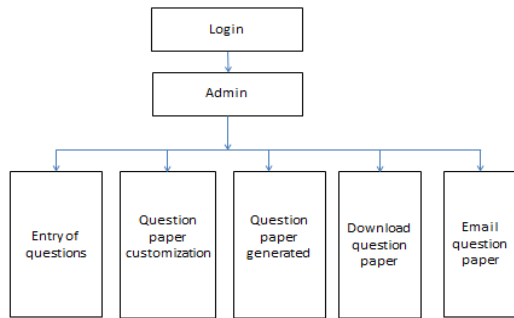 Login
Admin
Entry of
questions
Question
paper
customization
Question
paper
generated
Download
question
paper
Email
question
paper